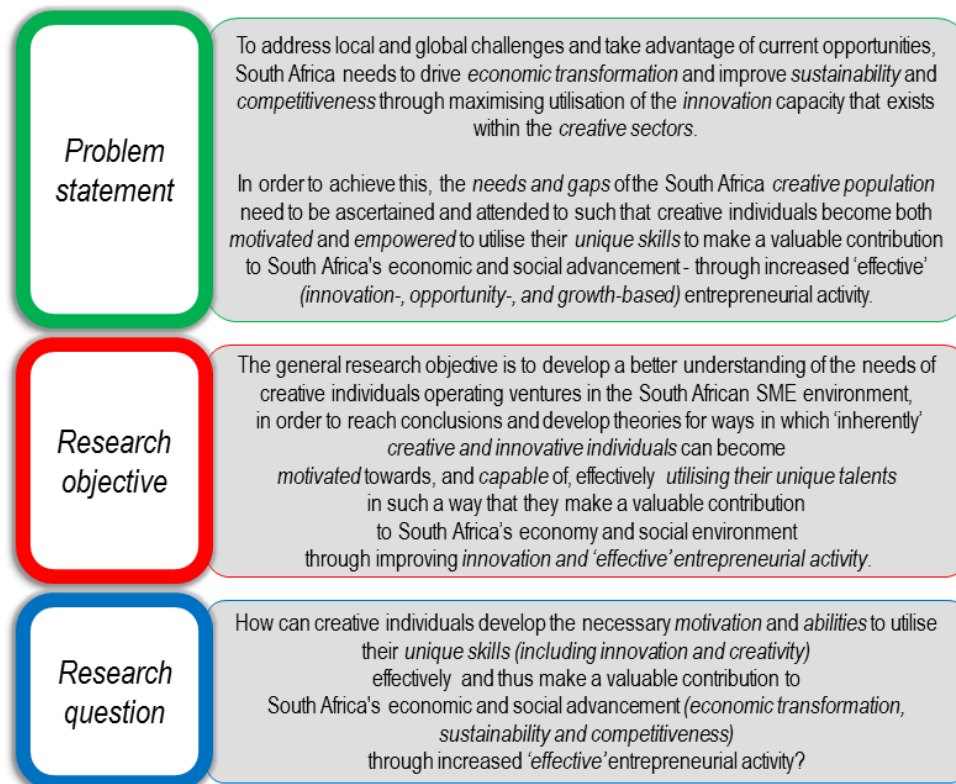 Problem
statement
To address local and global challenges and take advantage of current opportunities,
South Africa needs to drive economic transformation and improve sustainability and
competitiveness through maximising utilisation of the innovation capacity that exists
within the creative sectors.
In order to achieve this, the needs and gaps of the South Africa creative population
need to be ascertained and attended to such that creative individuals become both
motivated and empowered to utilise their unique skills to make a valuable contribution
to South Africa's economic and social advancement - through increased ‘effective’
(innovation-, opportunity-, and growth-based) entrepreneurial activity.
Research
objective
The general research objective is to develop a better understanding of the needs of
creative individuals operating ventures in the South African SME environment,
in order to reach conclusions and develop theories for ways in which ‘inherently’
creative and innovative individuals can become
motivated towards, and capable of, effectively utilising their unique talents
in such a way that they make a valuable contribution
to South Africa’s economy and social environment
through improving innovation and ‘effective’ entrepreneurial activity.
Research
question
How can creative individuals develop the necessary motivation and abilities to utilise
their unique skills (including innovation and creativity)
effectively and thus make a valuable contribution to
South Africa's economic and social advancement (economic transformation,
sustainability and competitiveness)
through increased ‘effective’ entrepreneurial activity?